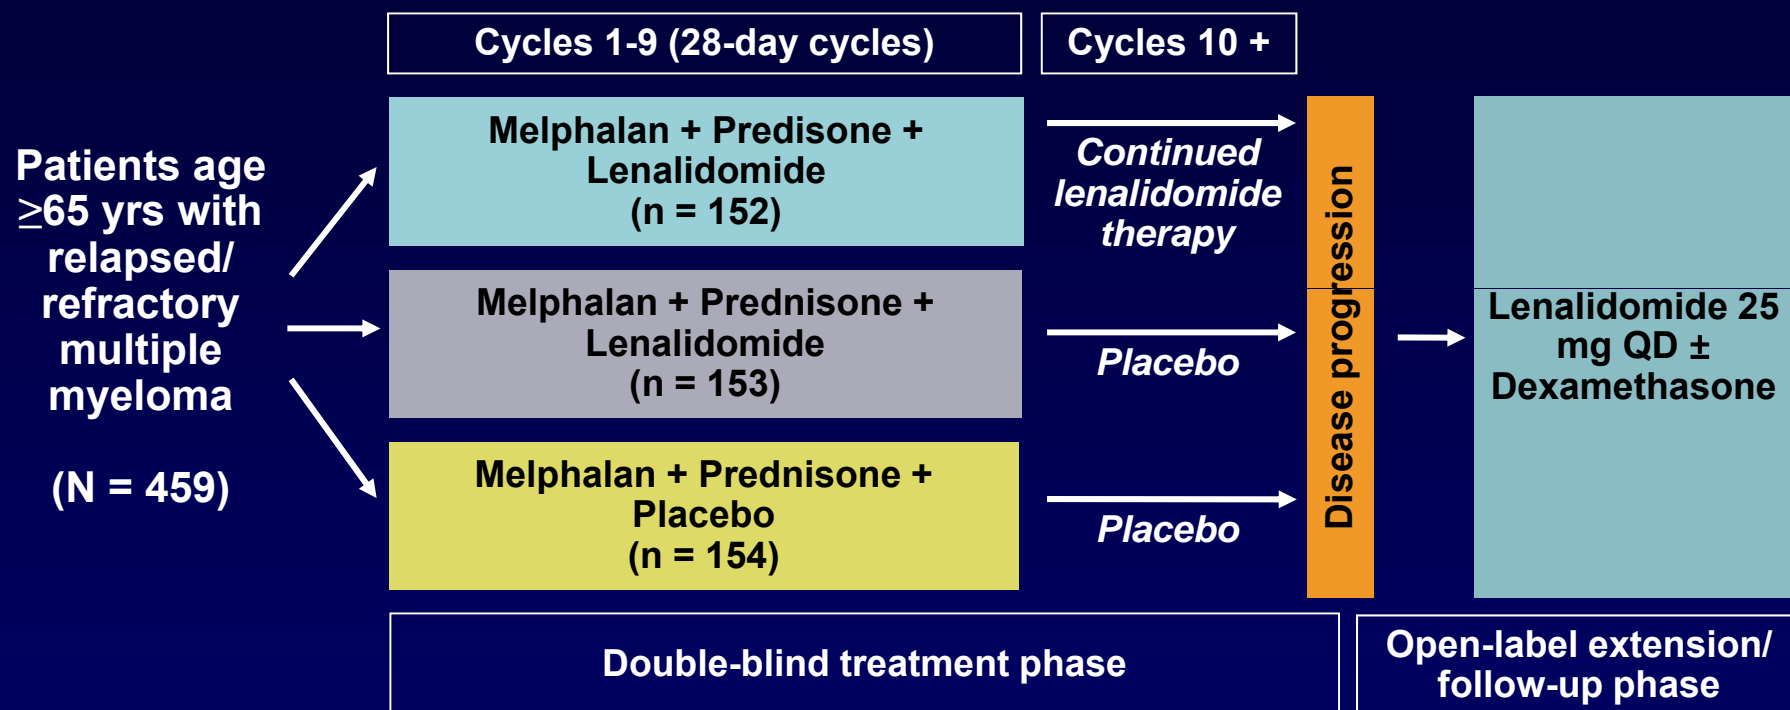 Cycles 1-9 (28-day cycles)
Cycles 10 +
Patients age
≥65 yrs with
relapsed/
refractory
multiple
myeloma
(N = 459)
Melphalan + Predisone +
Lenalidomide
(n = 152)
Continued
lenalidomide
therapy
Melphalan + Prednisone +
Lenalidomide
(n = 153)
Placebo
Melphalan + Prednisone +
Placebo
(n = 154)
Placebo
Disease progression
Lenalidomide 25
mg QD ±
Dexamethasone
Double-blind treatment phase
Open-label extension/
follow-up phase